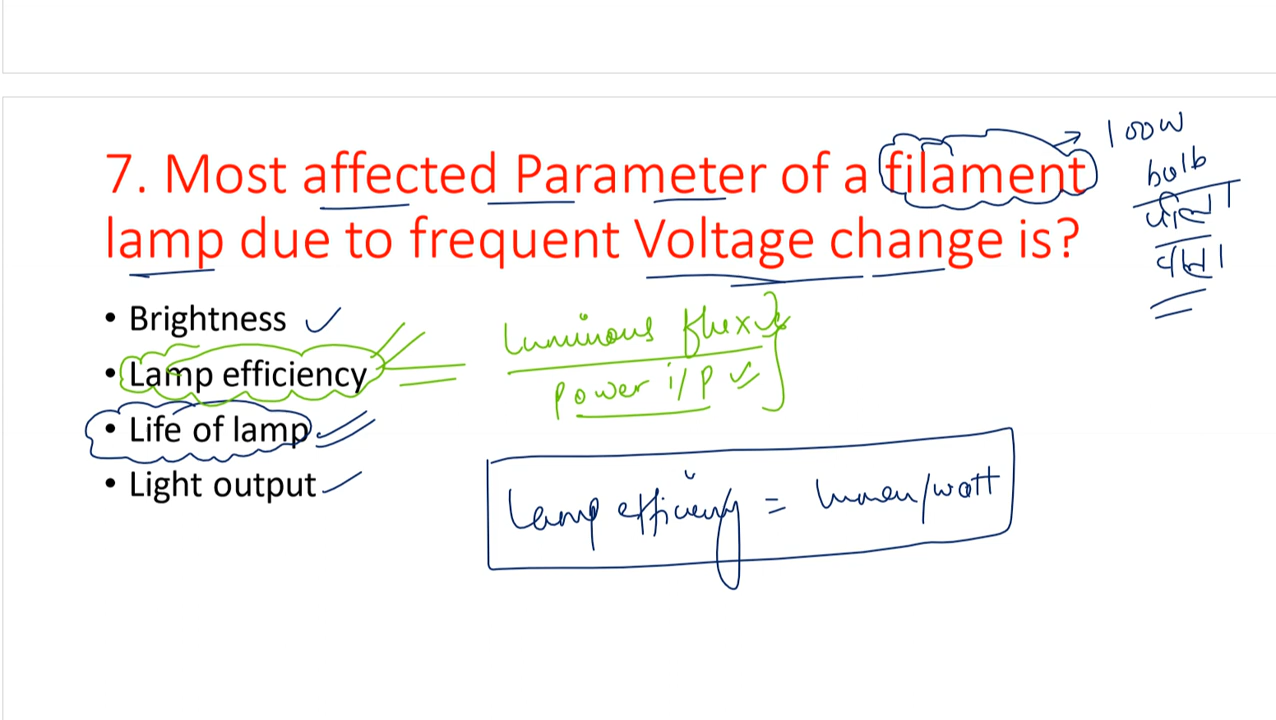 7. Most affected Parameter of a filament
lamp due to frequent Voltage change is?
100W
bulb
पीला
वाला
• Brightness
• Lamp efficiency
• Life of lamp
• Light output
Luminous flux
Power i/P
Lamp efficiency = lumen/watt